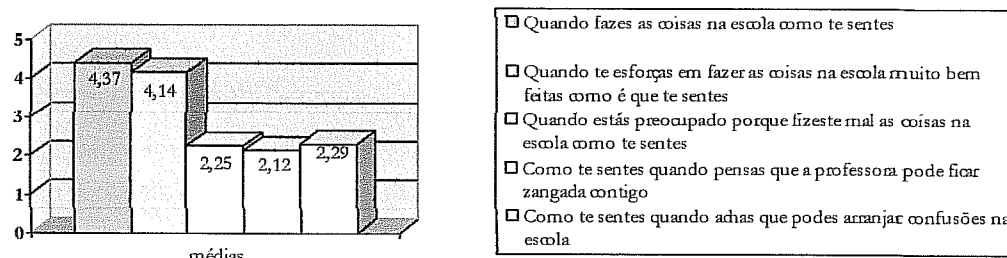 5
4
3
2
1
0
4,37
4,14
2,25
2,12
2,29
médias
Quando fazes as coisas na escola como te sentes
Quando te esforças em fazer as coisas na escola muito bem
feitas como é que te sentes
Quando estás preocupado porque fizeste mal as coisas na
escola como te sentes
Como te sentes quando pensas que a professora pode ficar
zangada contigo
Como te sentes quando achas que podes arranjar confusões na
escola